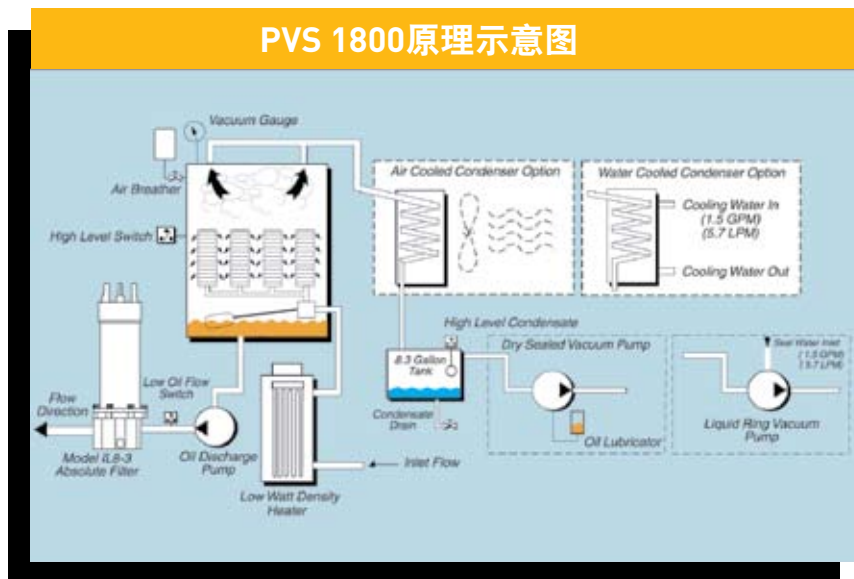 PVS 1800原理示意图
Vacuum Gauge
Air Breather
High Level Switch
Air Cooled Condenser Option
Water Cooled Condenser Option
Cooling Water In
(1.5 GPM)
(5.7 LPM)
Cooling Water Out
High Level Condensate
8.3 Gallon
Tank
Condensate
Drain
Dry Sealed Vacuum Pump
Oil Lubricator
Seal Water Inlet
(1.5 GPM)
(5.7 LPM)
Liquid Ring Vacuum
Pump
Flow
Direction
Low Oil Flow
Switch
Model IL8-3
Absolute Filter
Oil Discharge
Pump
Inlet Flow
Low Watt Density
Heater